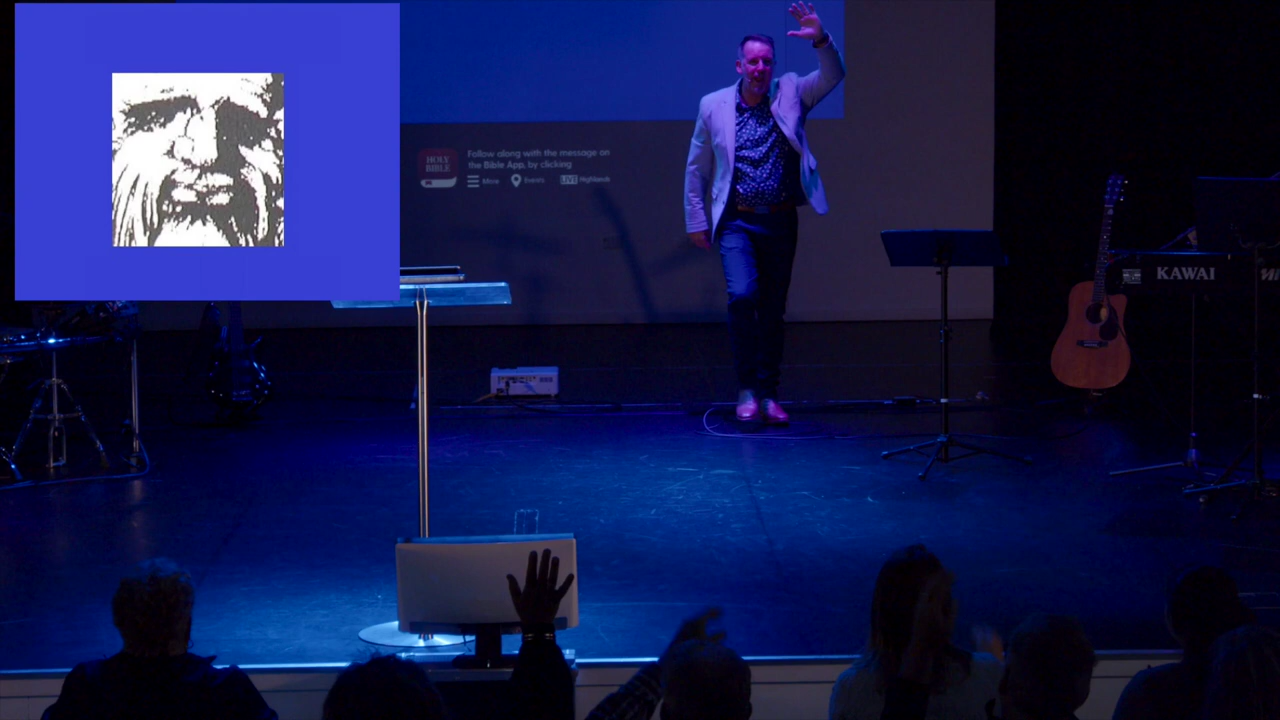 HOLY
BIBLE
Follow along with the message on
the Bible App, by clicking
More Events LIVE Highlands
KAWAI